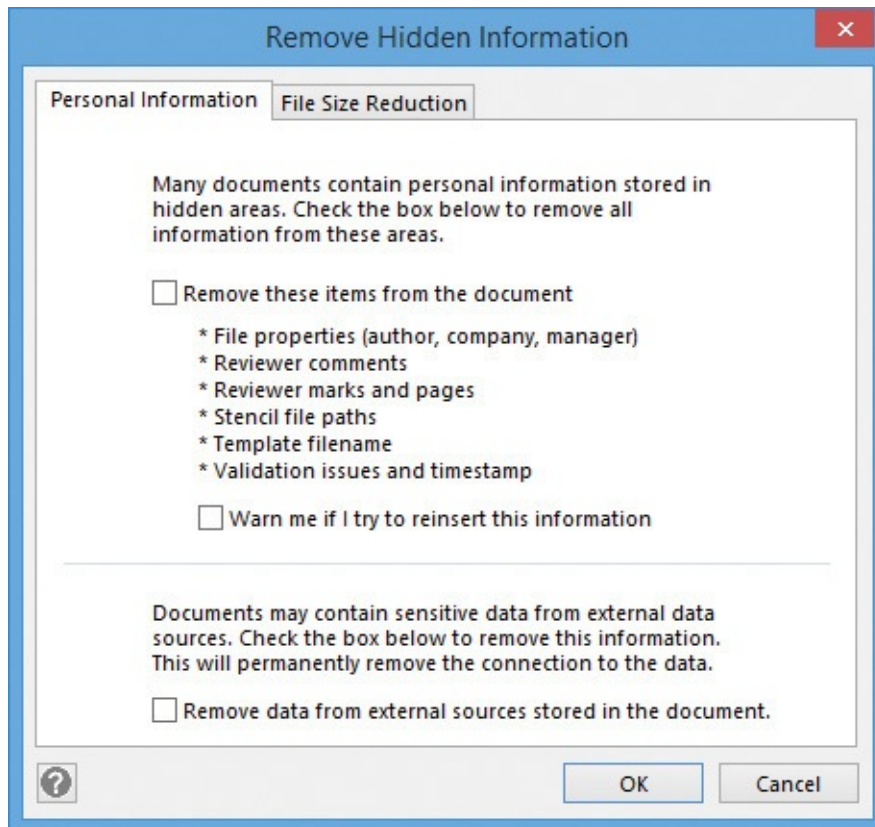 Remove Hidden Information
Personal Information
File Size Reduction
Many documents contain personal information stored in
hidden areas. Check the box below to remove all
information from these areas.
Remove these items from the document
* File properties (author, company, manager)
* Reviewer comments
* Reviewer marks and pages
* Stencil file paths
* Template filename
* Validation issues and timestamp
Warn me if I try to reinsert this information
Documents may contain sensitive data from external data
sources. Check the box below to remove this information.
This will permanently remove the connection to the data.
Remove data from external sources stored in the document.
?
OK
Cancel